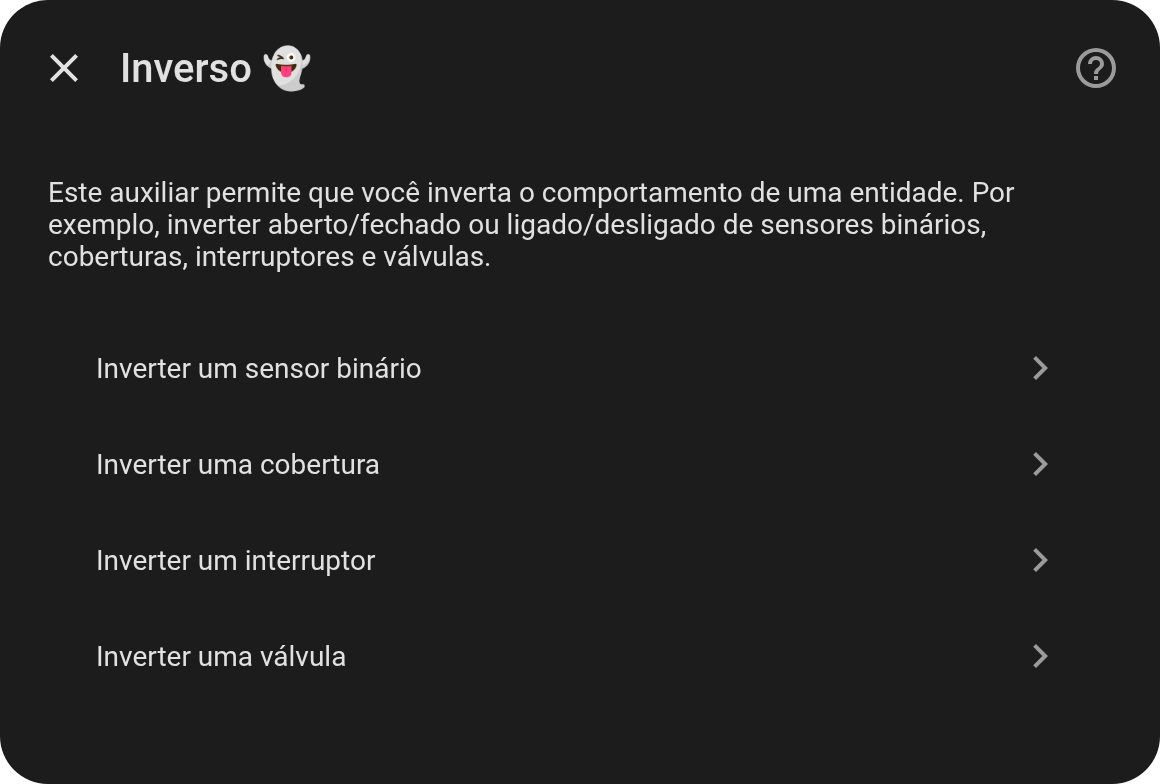 Inverso 👻
Este auxiliar permite que você inverta o comportamento de uma entidade. Por
exemplo, inverter aberto/fechado ou ligado/desligado de sensores binários,
coberturas, interruptores e válvulas.
Inverter um sensor binário
Inverter uma cobertura
Inverter um interruptor
Inverter uma válvula